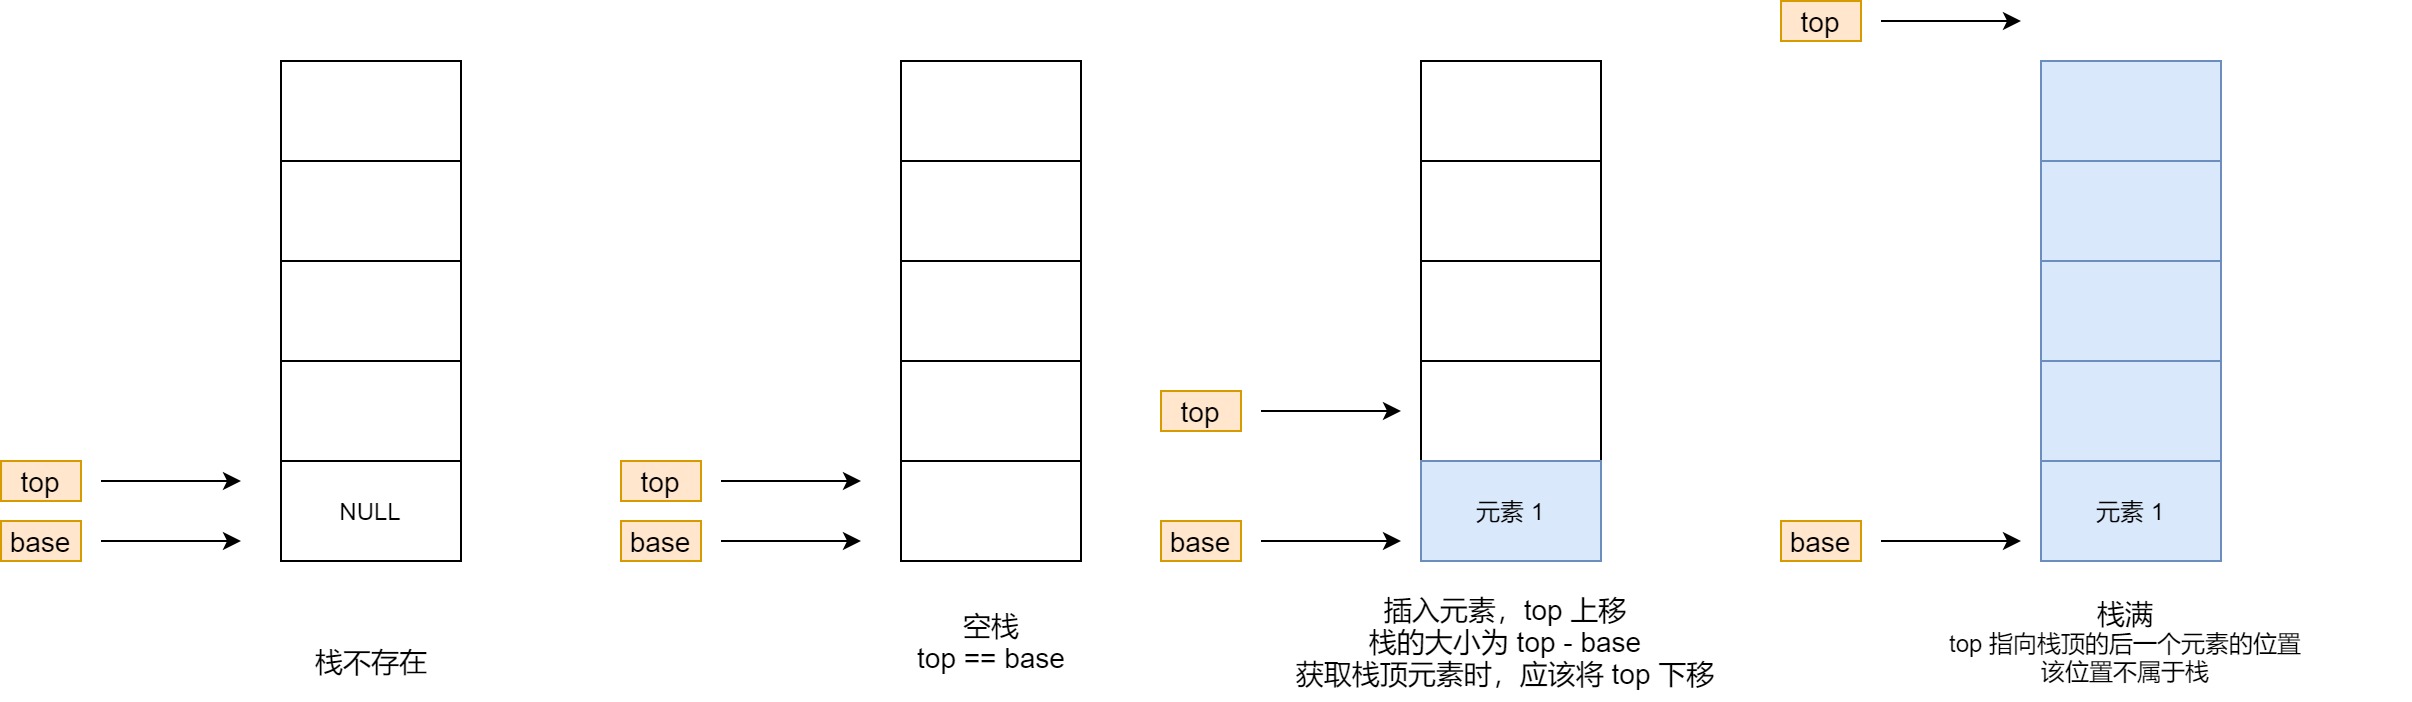 top
base
NULL
栈不存在
top
base
空栈
top == base
top
base
元素 1
插入元素，top 上移
栈的大小为 top - base
获取栈顶元素时，应该将 top 下移
top
base
元素 1
栈满
top 指向栈顶的后一个元素的位置
该位置不属于栈